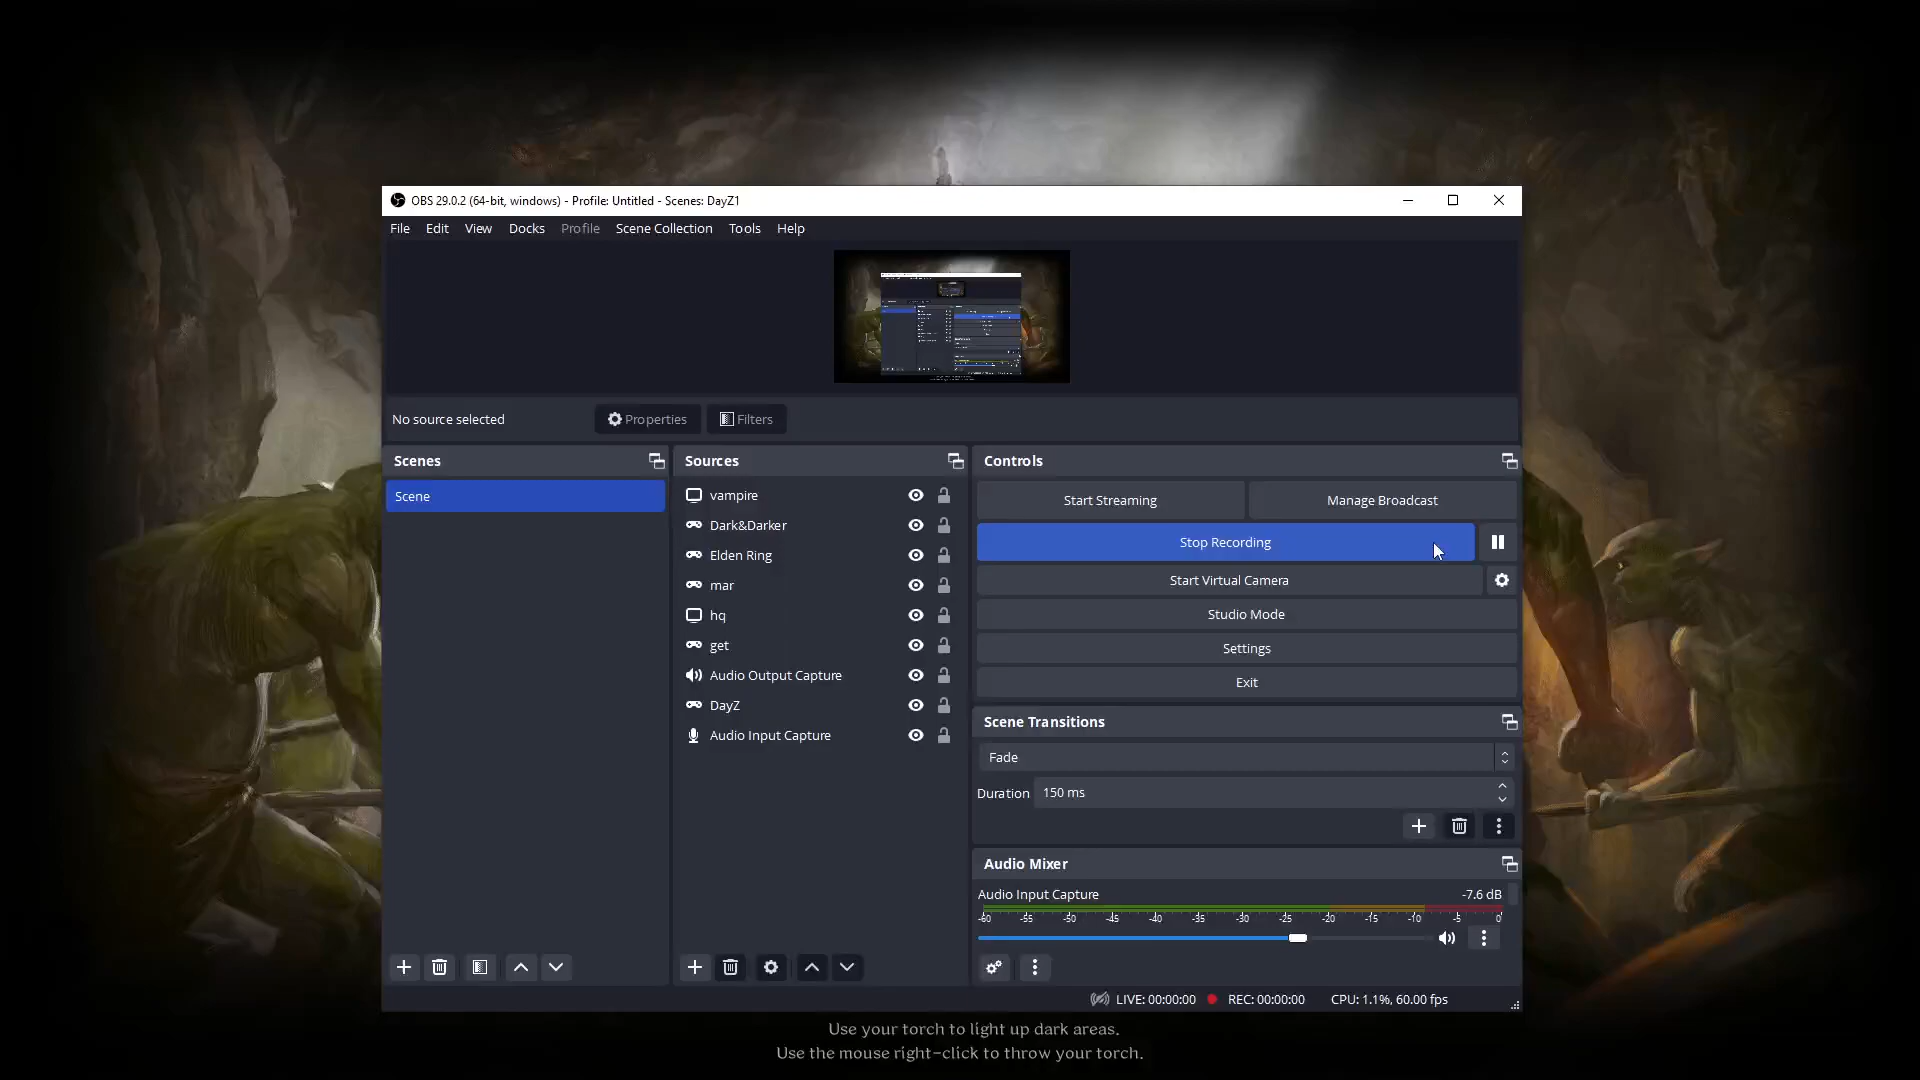 OBS 29.0.2 (64-bit, windows) - Profile: Untitled - Scenes: DayZ1
File Edit View Docks Profile Scene Collection Tools Help
No source selected Properties Filters
Scenes
Scene
Sources
vampire
Dark&Darker
Elden Ring
mar
hq
get
Audio Output Capture
DayZ
Audio Input Capture
Controls
Start Streaming Manage Broadcast
Stop Recording
Start Virtual Camera
Studio Mode
Settings
Exit
Scene Transitions
Fade
Duration 150 ms
Audio Mixer
Audio Input Capture -7.6 dB
-60 -55 -50 -45 -40 -35 -30 -25 -20 -15 -10 -5 0
LIVE: 00:00:00 REC: 00:00:00 CPU: 1.1%, 60.00 fps
Use your torch to light up dark areas.
Use the mouse right-click to throw your torch.